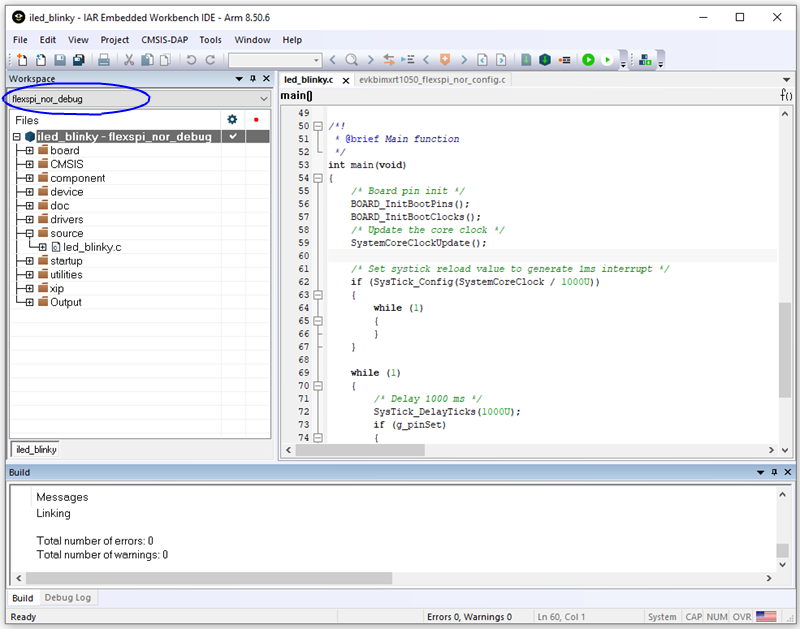 iled_blinky - IAR Embedded Workbench IDE - Arm 8.50.6
File Edit View Project CMSIS-DAP Tools Window Help
Workspace
flexspi_nor_debug
Files
iled_blinky - flexspi_nor_debug
board
CMSIS
component
device
doc
drivers
source
led_blinky.c
startup
utilities
xip
Output
iled_blinky
led_blinky.c evkbimxrt1050_flexspi_nor_config.c
main() f()
49
50 /*!
51 * @brief Main function
52 */
53 int main(void)
54 {
55 /* Board pin init */
56 BOARD_InitBootPins();
57 BOARD_InitBootClocks();
58 /* Update the core clock */
59 SystemCoreClockUpdate();
60
61 /* Set systick reload value to generate 1ms interrupt */
62 if (SysTick_Config(SystemCoreClock / 1000U))
63 {
64 while (1)
65 {
66 }
67 }
68
69 while (1)
70 {
71 /* Delay 1000 ms */
72 SysTick_DelayTicks(1000U);
73 if (g_pinSet)
74 {
Build
Messages
Linking
Total number of errors: 0
Total number of warnings: 0
Build Debug Log
Ready Errors 0, Warnings 0 Ln 60, Col 1 System CAP NUM OVR